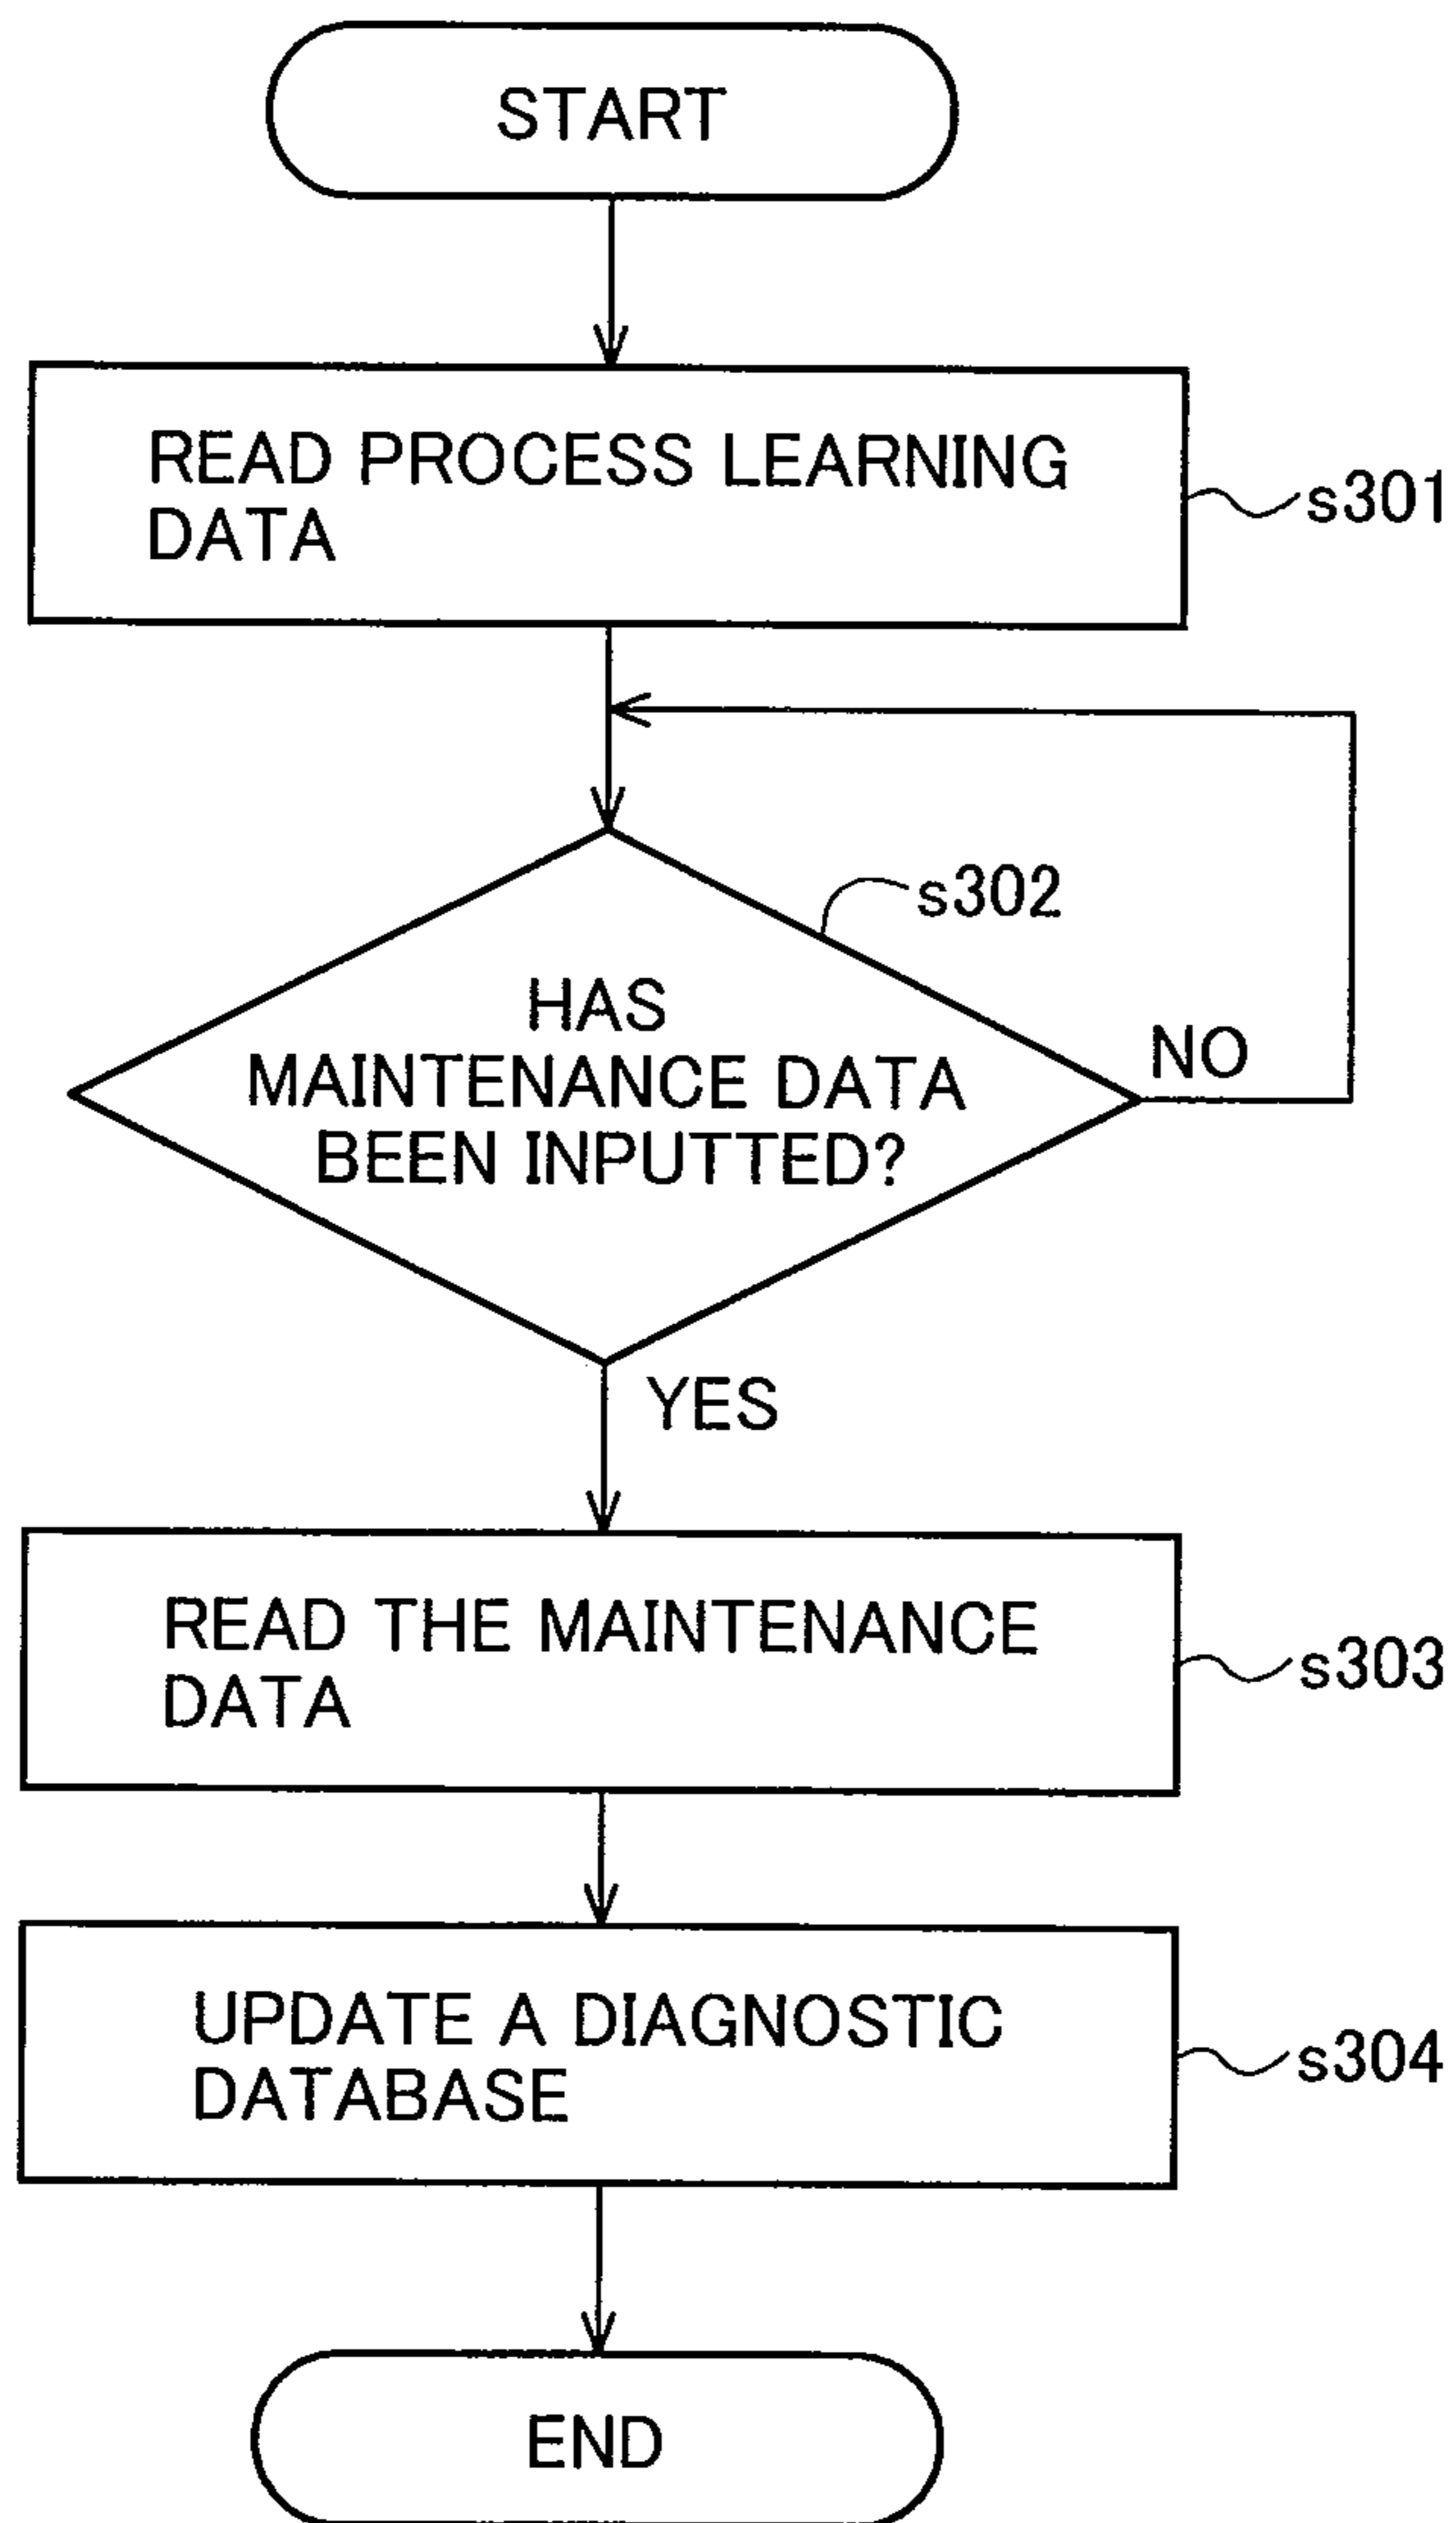 START
READ PROCESS LEARNING
DATA
s301
s302
HAS
MAINTENANCE DATA
BEEN INPUTTED?
NO
YES
READ THE MAINTENANCE
DATA
s303
UPDATE A DIAGNOSTIC
DATABASE
s304
END